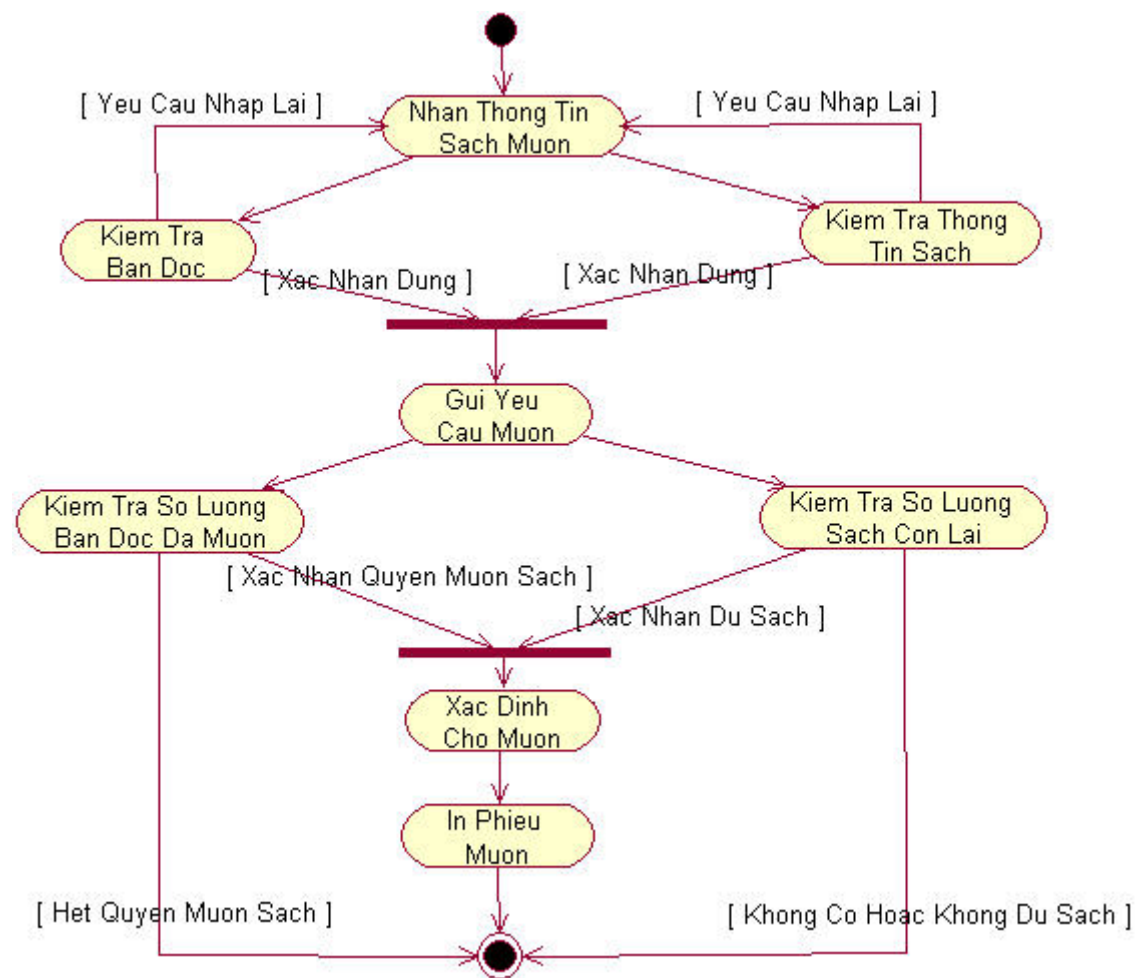 [ Yeu Cau Nhap Lai ]
[ Yeu Cau Nhap Lai ]
Nhan Thong Tin
Sach Muon
Kiem Tra
Ban Doc
Kiem Tra Thong
Tin Sach
[ Xac Nhan Dung ]
[ Xac Nhan Dung ]
Gui Yeu
Cau Muon
Kiem Tra So Luong
Ban Doc Da Muon
Kiem Tra So Luong
Sach Con Lai
[ Xac Nhan Quyen Muon Sach ]
[ Xac Nhan Du Sach ]
Xac Dinh
Cho Muon
In Phieu
Muon
[ Het Quyen Muon Sach ]
[ Khong Co Hoac Khong Du Sach ]